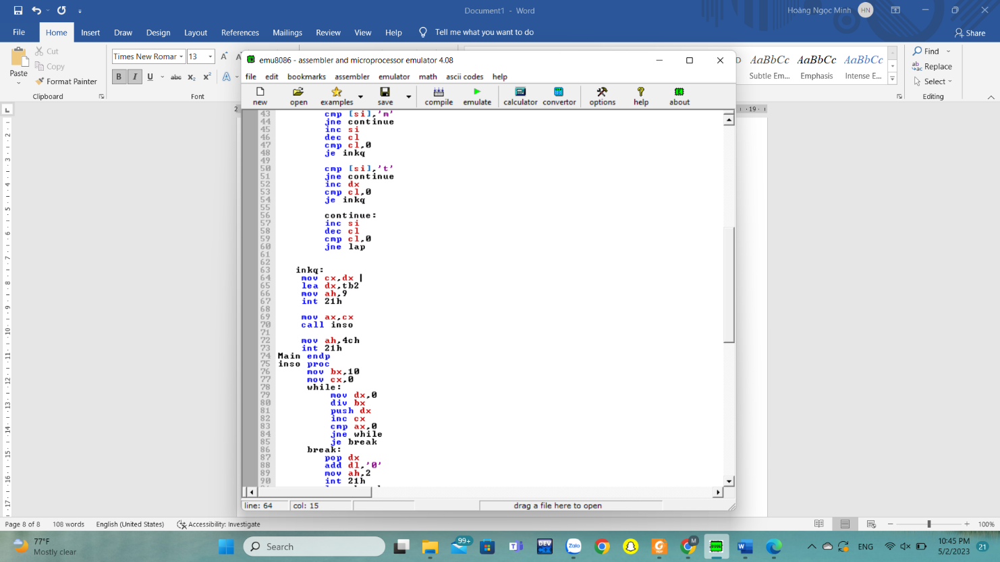 Document1 - Word
Hoàng Ngọc Minh HN
File Home Insert Draw Design Layout References Mailings Review View Help Tell me what you want to do
Share
Paste
Cut
Copy
Format Painter
Clipboard
Times New Romar 13
B I U abc x₂ x² A
Font
AaBbCc AaBbCc AaBbCc
Subtle Em... Emphasis Intense E...
Find
Replace
Select
Editing
emu8086 - assembler and microprocessor emulator 4.08
file edit bookmarks assembler emulator math ascii codes help
new open examples save compile emulate calculator convertor options help about
43 cmp [si],'m'
44 jne continue
45 inc si
46 dec cl
47 cmp cl,0
48 je inkq
49
50 cmp [si],'t'
51 jne continue
52 inc dx
53 cmp cl,0
54 je inkq
55
56 continue:
57 inc si
58 dec cl
59 cmp cl,0
60 jne lap
61
62
63 inkq:
64 mov cx,dx
65 lea dx,tb2
66 mov ah,9
67 int 21h
68
69 mov ax,cx
70 call inso
71
72 mov ah,4ch
73 int 21h
74 Main endp
75 inso proc
76 mov bx,10
77 mov cx,0
78 while:
79 mov dx,0
80 div bx
81 push dx
82 inc cx
83 cmp ax,0
84 jne while
85 je break
86 break:
87 pop dx
88 add dl,'0'
89 mov ah,2
90 int 21h
line: 64 col: 15 drag a file here to open
Page 8 of 8 108 words English (United States) Accessibility: Investigate 100%
77°F
Mostly clear
Search
99+
DEV
Zalo
M
ENG
10:45 PM
5/2/2023
21